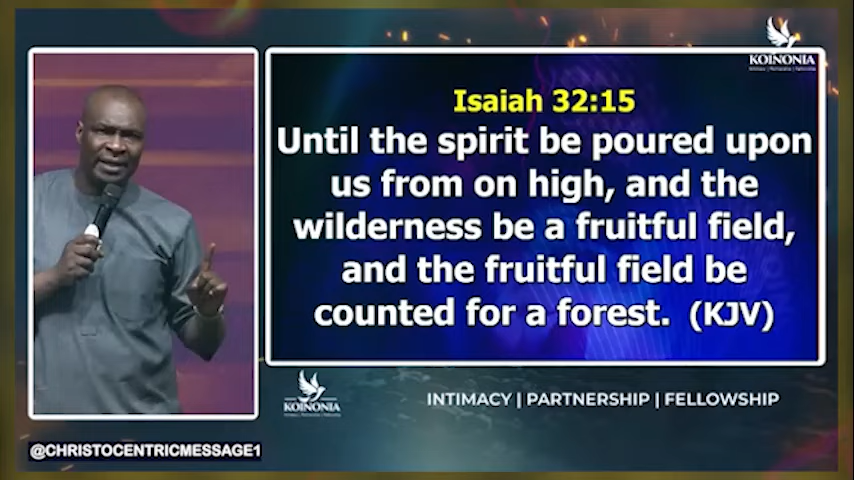 KOINONIA
Isaiah 32:15
Until the spirit be poured upon
us from on high, and the
wilderness be a fruitful field,
and the fruitful field be
counted for a forest. (KJV)
KOINONIA
INTIMACY | PARTNERSHIP | FELLOWSHIP
@CHRISTOCENTRICMESSAGE1